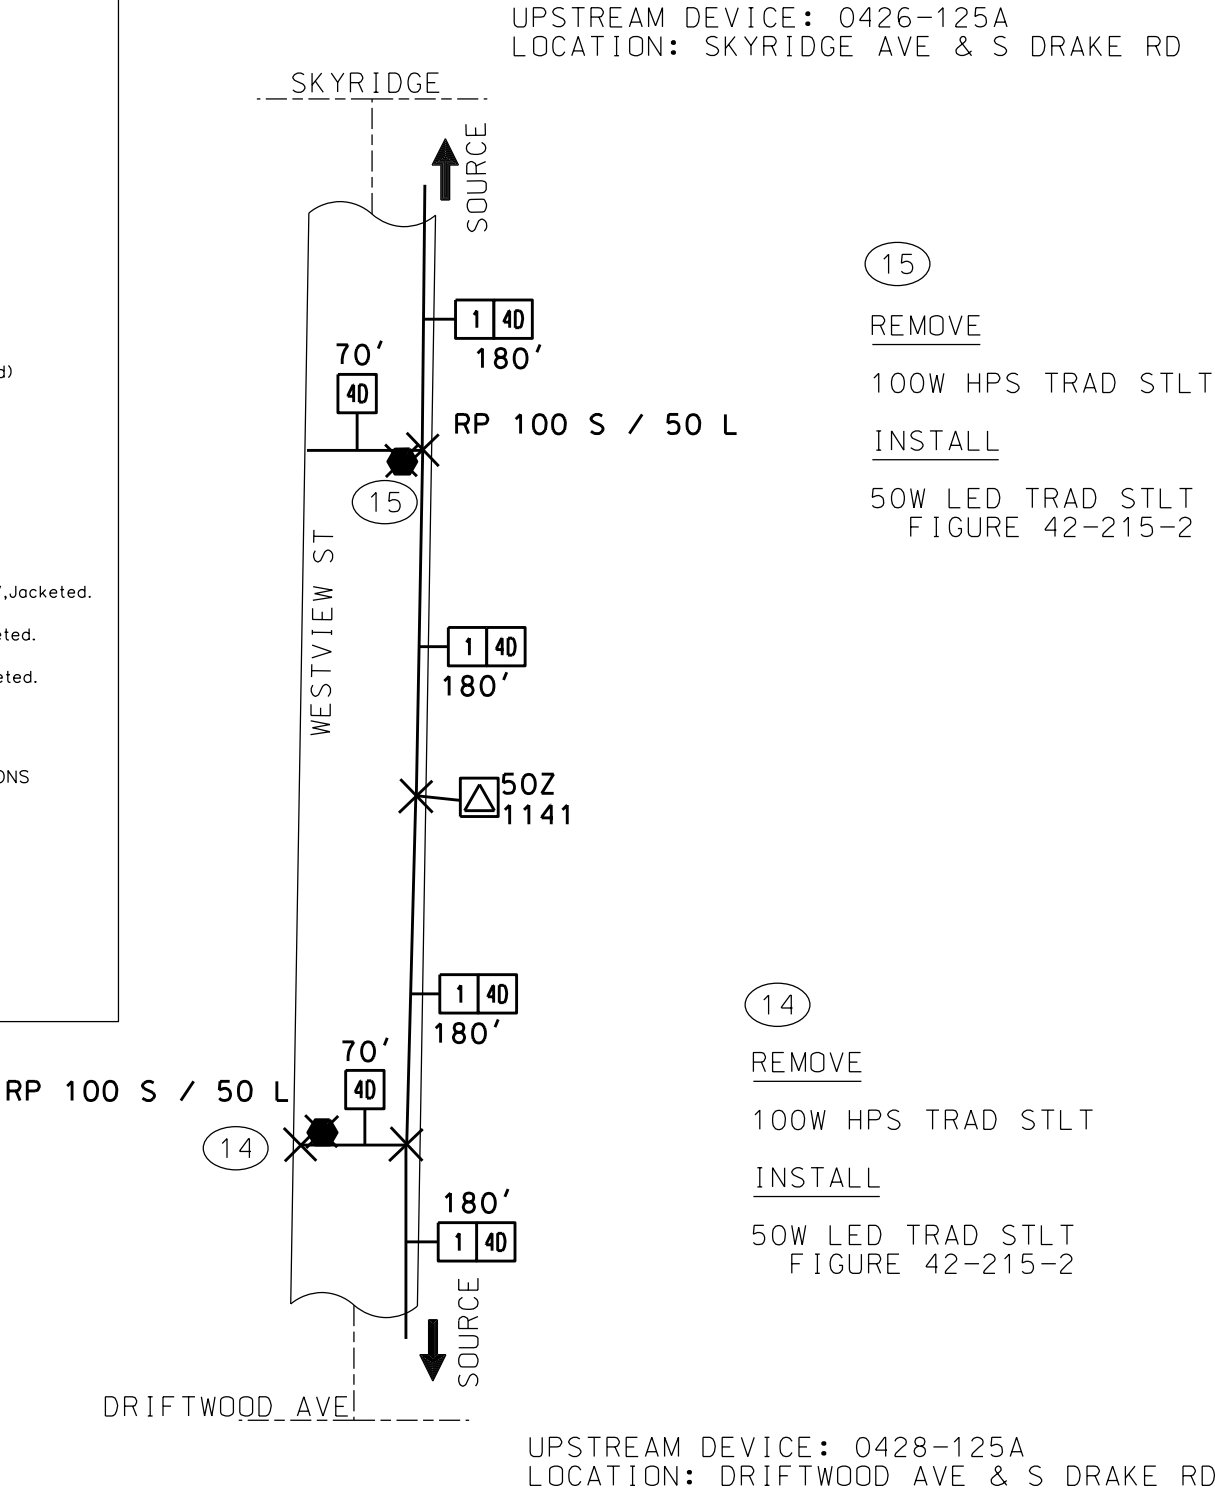 UPSTREAM DEVICE: 0426-125A
LOCATION: SKYRIDGE AVE & S DRAKE RD
SKYRIDGE
SOURCE
15
REMOVE
100W HPS TRAD STLT
INSTALL
50W LED TRAD STLT
FIGURE 42-215-2
1 4D
180'
70'
4D
RP 100 S / 50 L
15
d)
WESTVIEW ST
,Jacketed.
eted.
eted.
1 4D
180'
ONS
50Z
1141
1 4D
180'
70'
4D
RP 100 S / 50 L
14
14
REMOVE
100W HPS TRAD STLT
INSTALL
50W LED TRAD STLT
FIGURE 42-215-2
180'
1 4D
SOURCE
DRIFTWOOD AVE
UPSTREAM DEVICE: 0428-125A
LOCATION: DRIFTWOOD AVE & S DRAKE RD